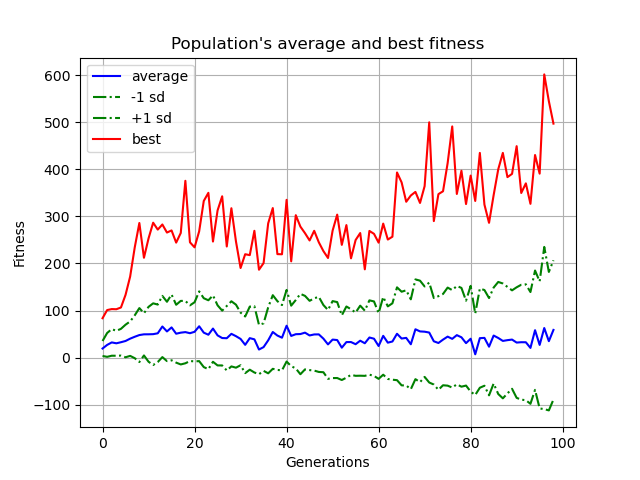 Population's average and best fitness
average
-1 sd
+1 sd
best
Fitness
600
500
400
300
200
100
0
−100
0
20
40
60
80
100
Generations